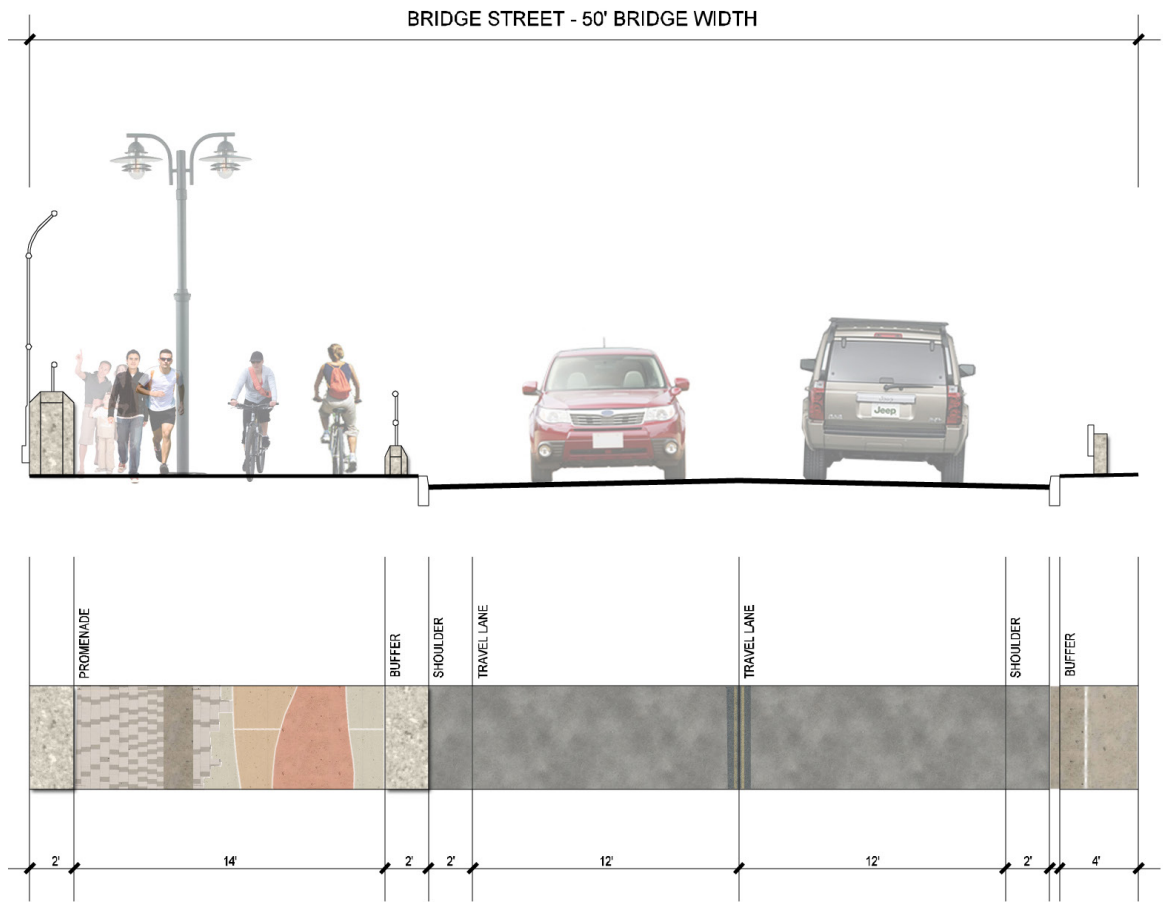 BRIDGE STREET - 50' BRIDGE WIDTH
Jeep
PROMENADE
BUFFER
SHOULDER
TRAVEL LANE
TRAVEL LANE
SHOULDER
BUFFER
2'
14'
2'
2'
12'
12'
2'
4'